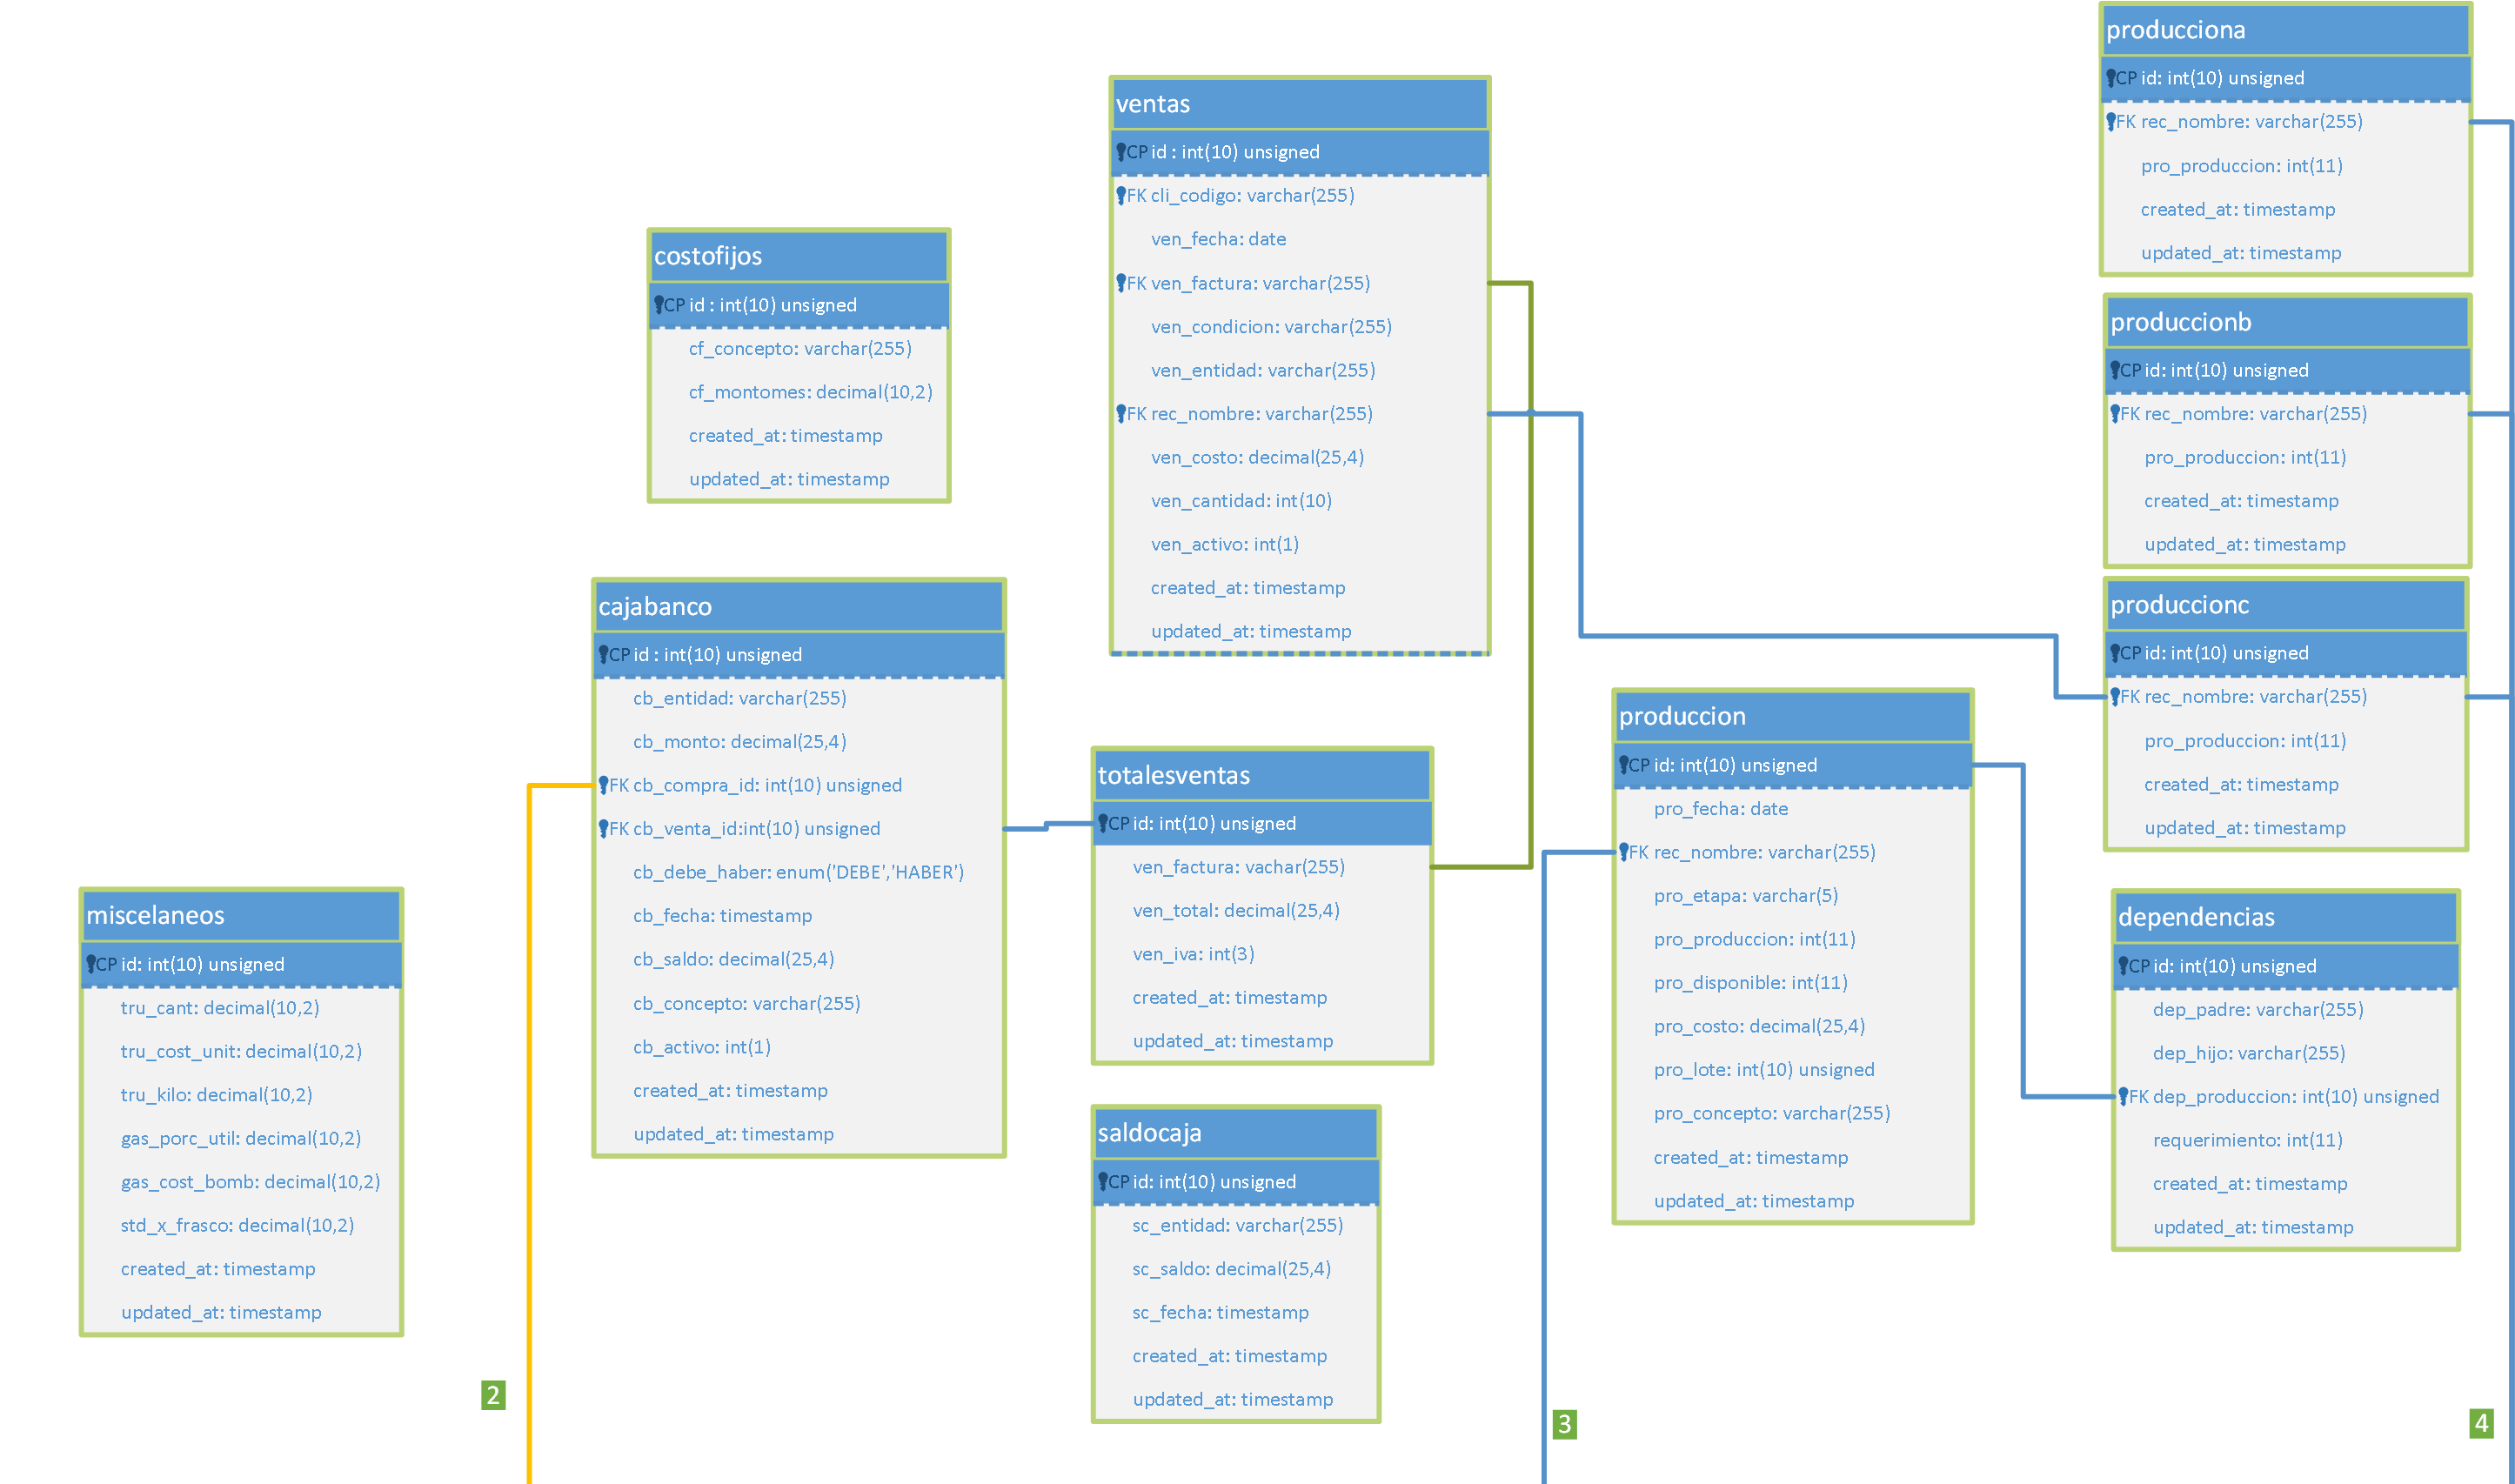 producciona
CP id: int(10) unsigned
FK rec_nombre: varchar(255)
pro_produccion: int(11)
created_at: timestamp
updated_at: timestamp
ventas
CP id : int(10) unsigned
FK cli_codigo: varchar(255)
ven_fecha: date
FK ven_factura: varchar(255)
ven_condicion: varchar(255)
ven_entidad: varchar(255)
FK rec_nombre: varchar(255)
ven_costo: decimal(25,4)
ven_cantidad: int(10)
ven_activo: int(1)
created_at: timestamp
updated_at: timestamp
costofijos
CP id : int(10) unsigned
cf_concepto: varchar(255)
cf_montomes: decimal(10,2)
created_at: timestamp
updated_at: timestamp
produccionb
CP id: int(10) unsigned
FK rec_nombre: varchar(255)
pro_produccion: int(11)
created_at: timestamp
updated_at: timestamp
cajabanco
CP id : int(10) unsigned
cb_entidad: varchar(255)
cb_monto: decimal(25,4)
FK cb_compra_id: int(10) unsigned
FK cb_venta_id:int(10) unsigned
cb_debe_haber: enum('DEBE','HABER')
cb_fecha: timestamp
cb_saldo: decimal(25,4)
cb_concepto: varchar(255)
cb_activo: int(1)
created_at: timestamp
updated_at: timestamp
produccionc
CP id: int(10) unsigned
FK rec_nombre: varchar(255)
pro_produccion: int(11)
created_at: timestamp
updated_at: timestamp
produccion
CP id: int(10) unsigned
pro_fecha: date
FK rec_nombre: varchar(255)
pro_etapa: varchar(5)
pro_produccion: int(11)
pro_disponible: int(11)
pro_costo: decimal(25,4)
pro_lote: int(10) unsigned
pro_concepto: varchar(255)
created_at: timestamp
updated_at: timestamp
totalesventas
CP id: int(10) unsigned
ven_factura: vachar(255)
ven_total: decimal(25,4)
ven_iva: int(3)
created_at: timestamp
updated_at: timestamp
miscelaneos
CP id: int(10) unsigned
tru_cant: decimal(10,2)
tru_cost_unit: decimal(10,2)
tru_kilo: decimal(10,2)
gas_porc_util: decimal(10,2)
gas_cost_bomb: decimal(10,2)
std_x_frasco: decimal(10,2)
created_at: timestamp
updated_at: timestamp
dependencias
CP id: int(10) unsigned
dep_padre: varchar(255)
dep_hijo: varchar(255)
FK dep_produccion: int(10) unsigned
requerimiento: int(11)
created_at: timestamp
updated_at: timestamp
saldocaja
CP id: int(10) unsigned
sc_entidad: varchar(255)
sc_saldo: decimal(25,4)
sc_fecha: timestamp
created_at: timestamp
updated_at: timestamp
2
3
4